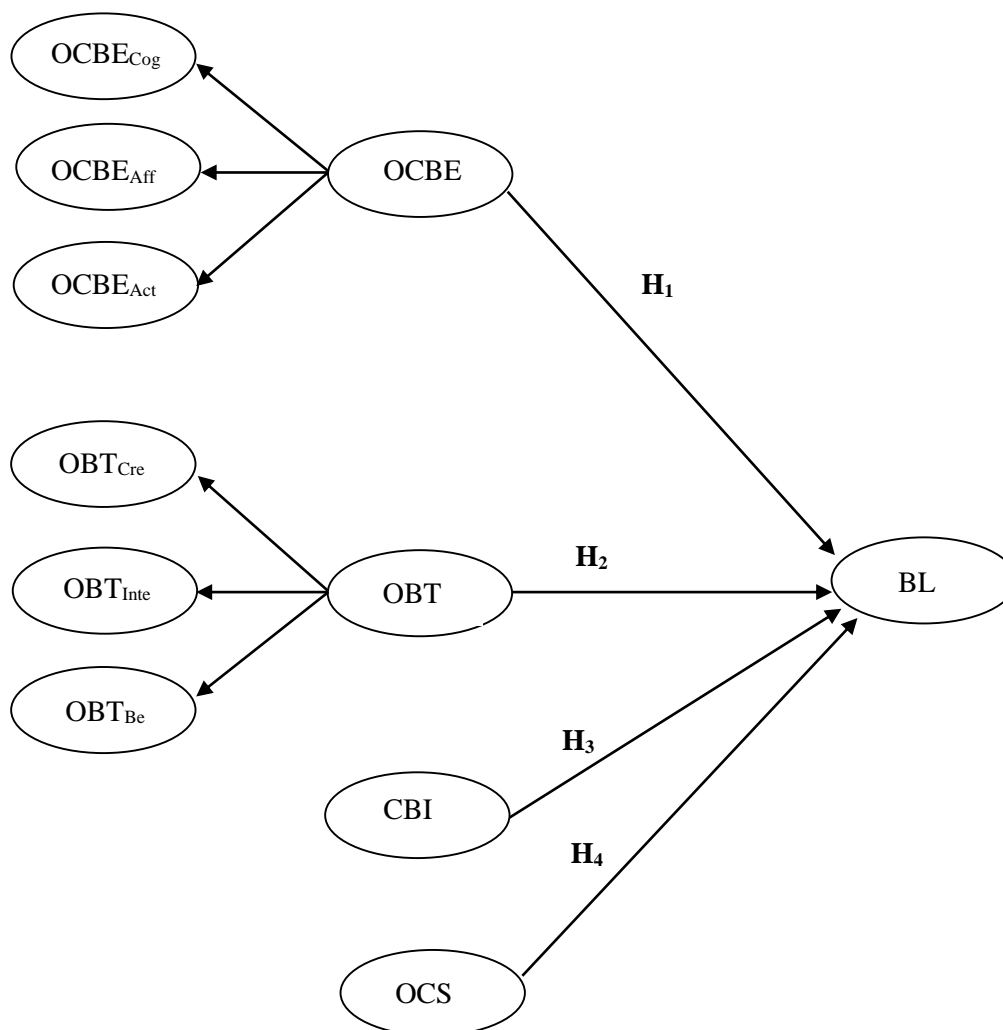 OCBE_Cog
OCBE_Aff
OCBE
OCBE_Act
H₁
OBT_Cre
H₂
OBT_Inte
OBT
BL
OBT_Be
H₃
CBI
H₄
OCS